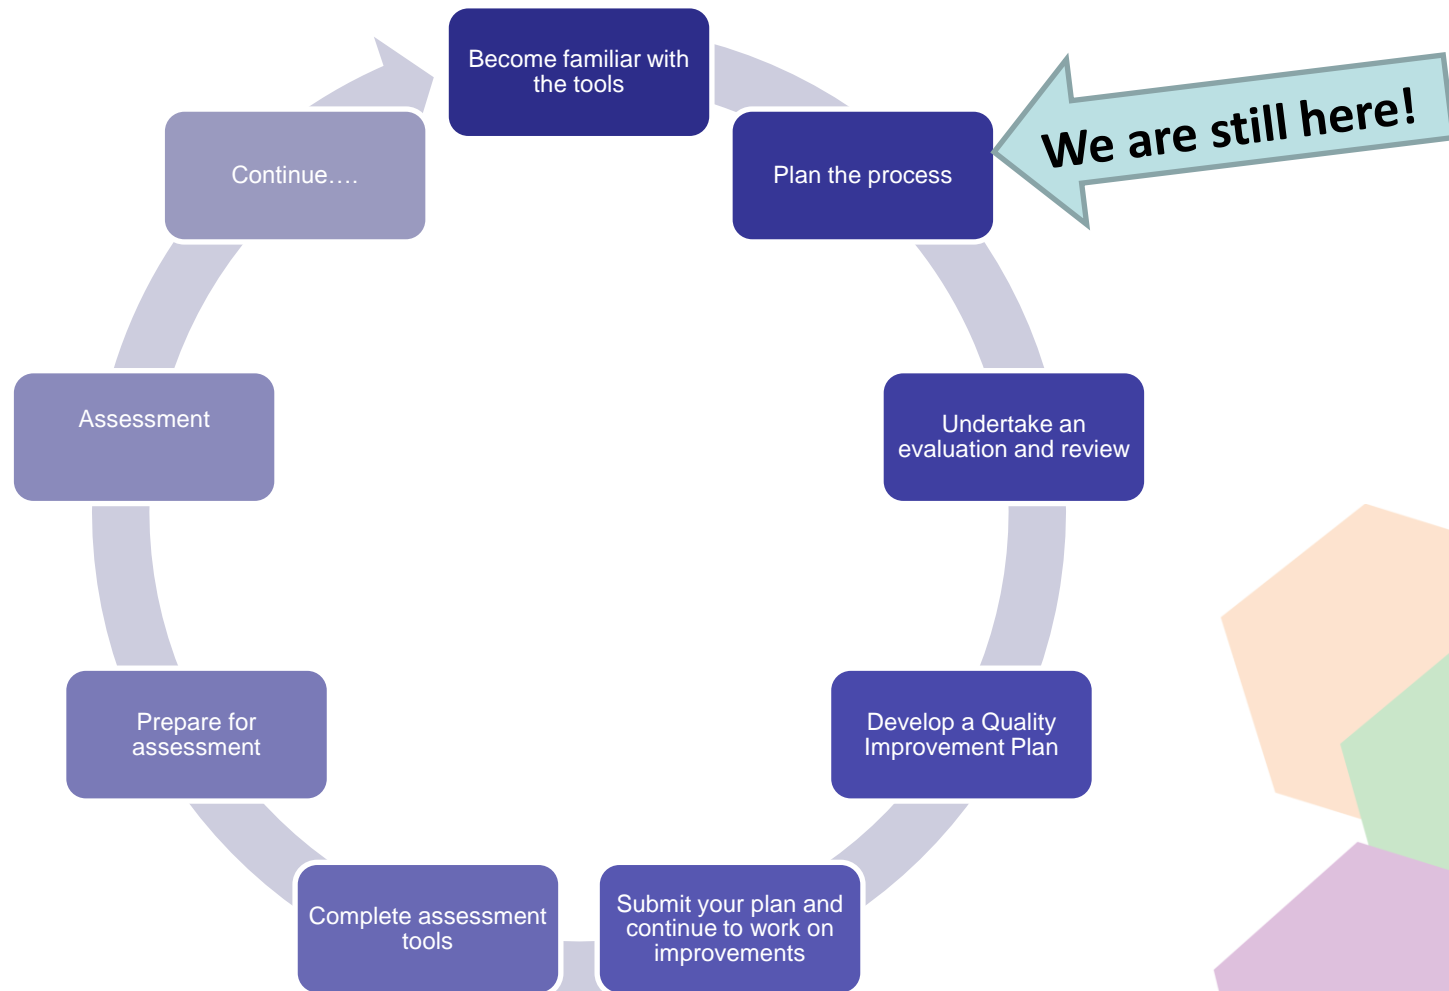 Become familiar with
the tools
Plan the process
We are still here!
Undertake an
evaluation and review
Develop a Quality
Improvement Plan
Submit your plan and
continue to work on
improvements
Complete assessment
tools
Prepare for
assessment
Assessment
Continue….